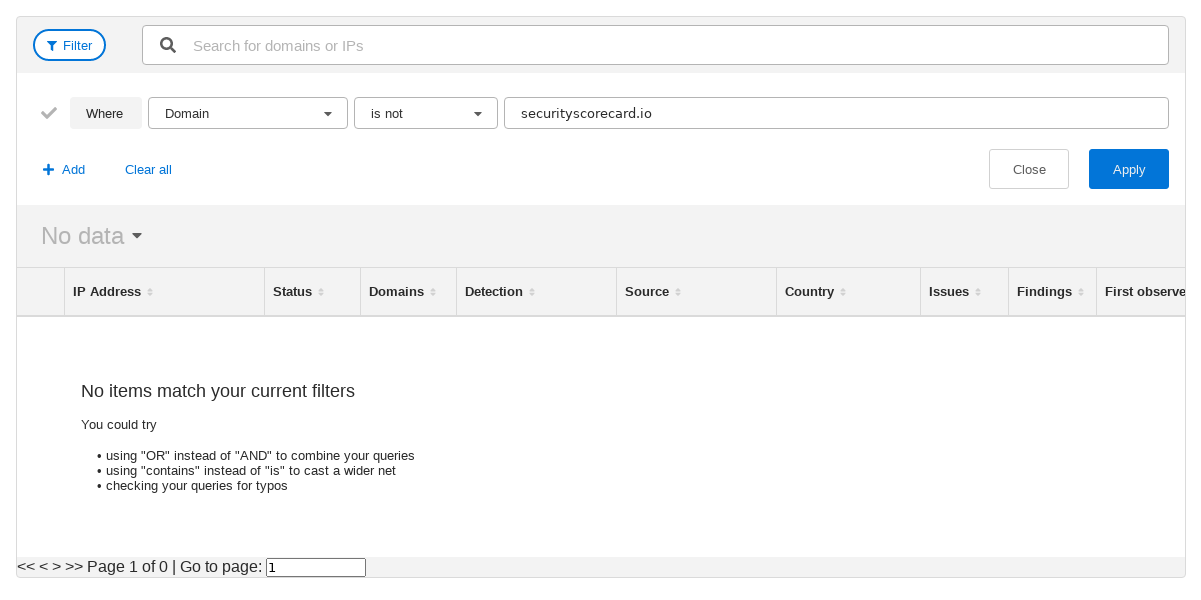 Filter
Search for domains or IPs
Where Domain is not securityscorecard.io
Add Clear all Close Apply
No data
IP Address Status Domains Detection Source Country Issues Findings First observe
No items match your current filters
You could try
• using "OR" instead of "AND" to combine your queries
• using "contains" instead of "is" to cast a wider net
• checking your queries for typos
<< < > >> Page 1 of 0 | Go to page: 1